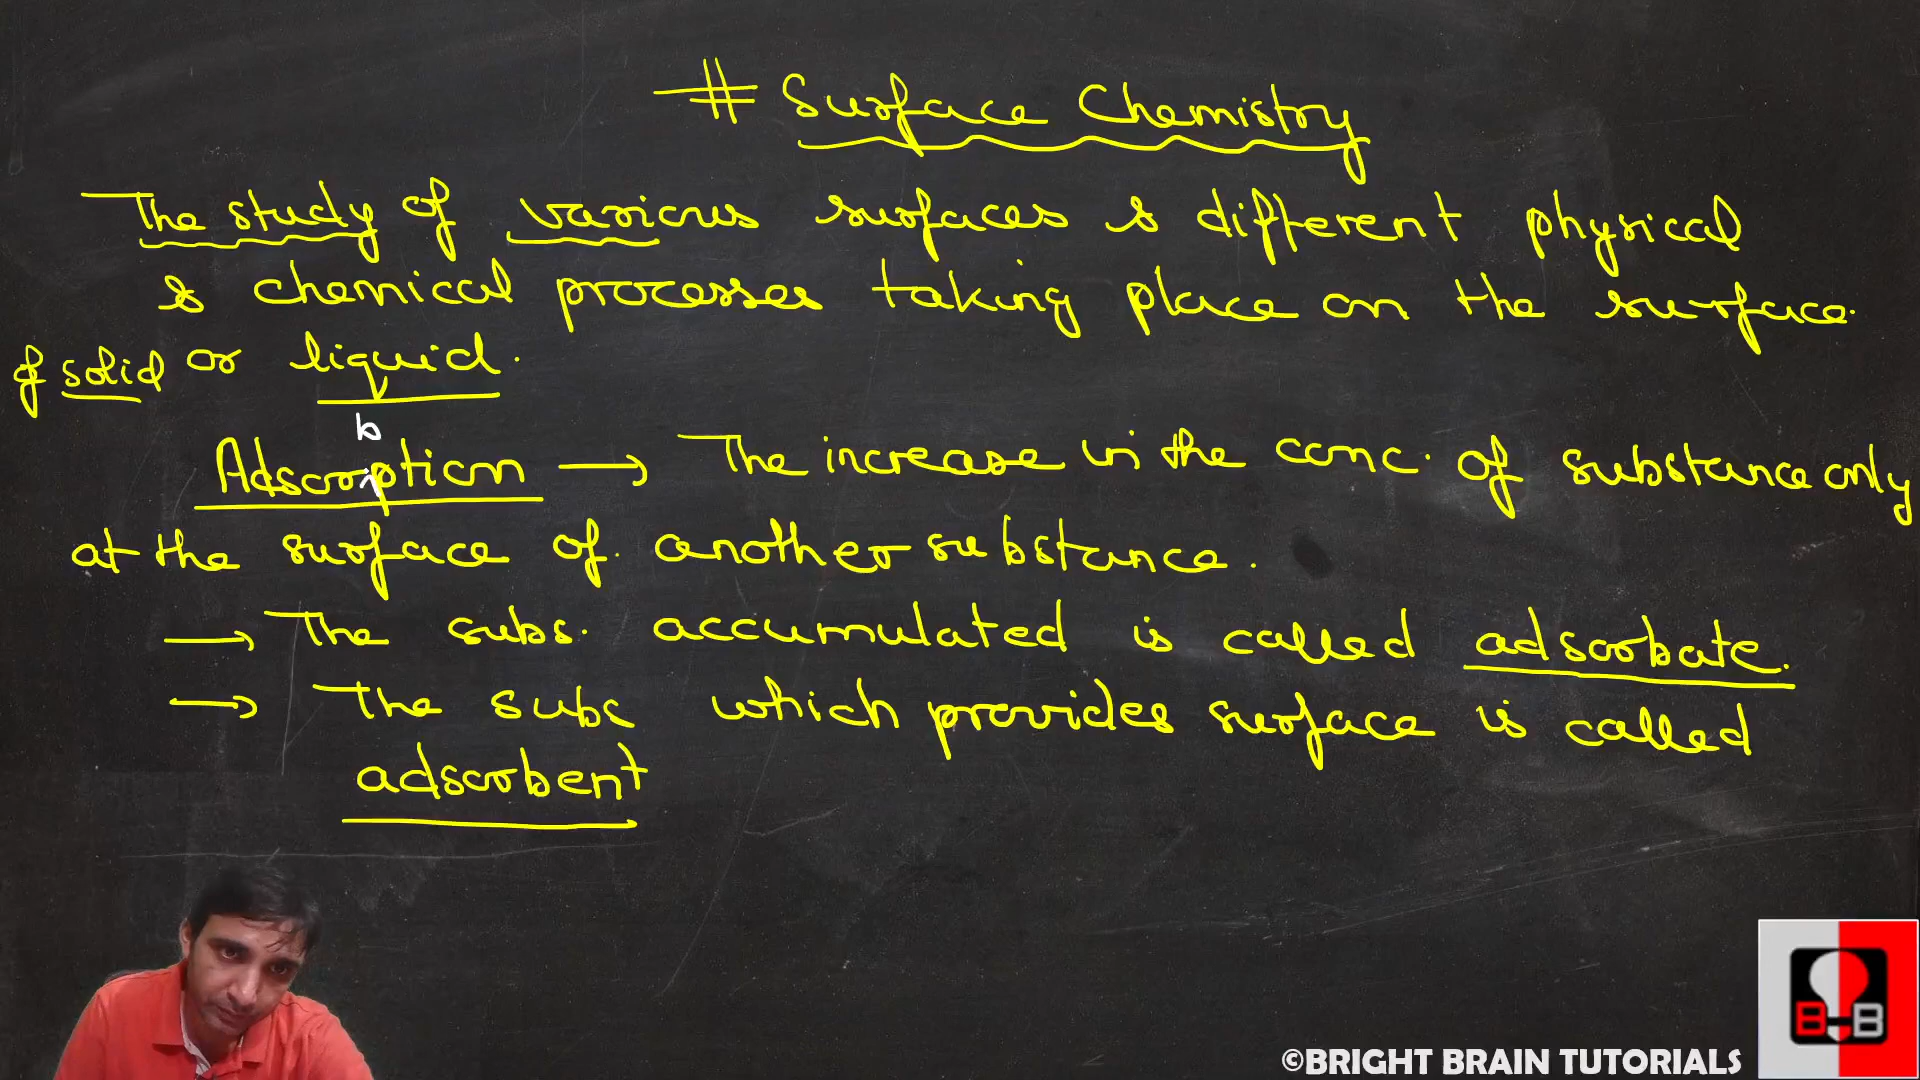 # Surface Chemistry
The study of various surfaces & different physical
& chemical processes taking place on the surface.
of solid or liquid.
b
Adsorption → The increase in the conc. of substance only
at the surface of. another substance.
→ The subs. accumulated is called adsorbate.
→ The subs which provides surface is called
adsorbent
B B
©BRIGHT BRAIN TUTORIALS